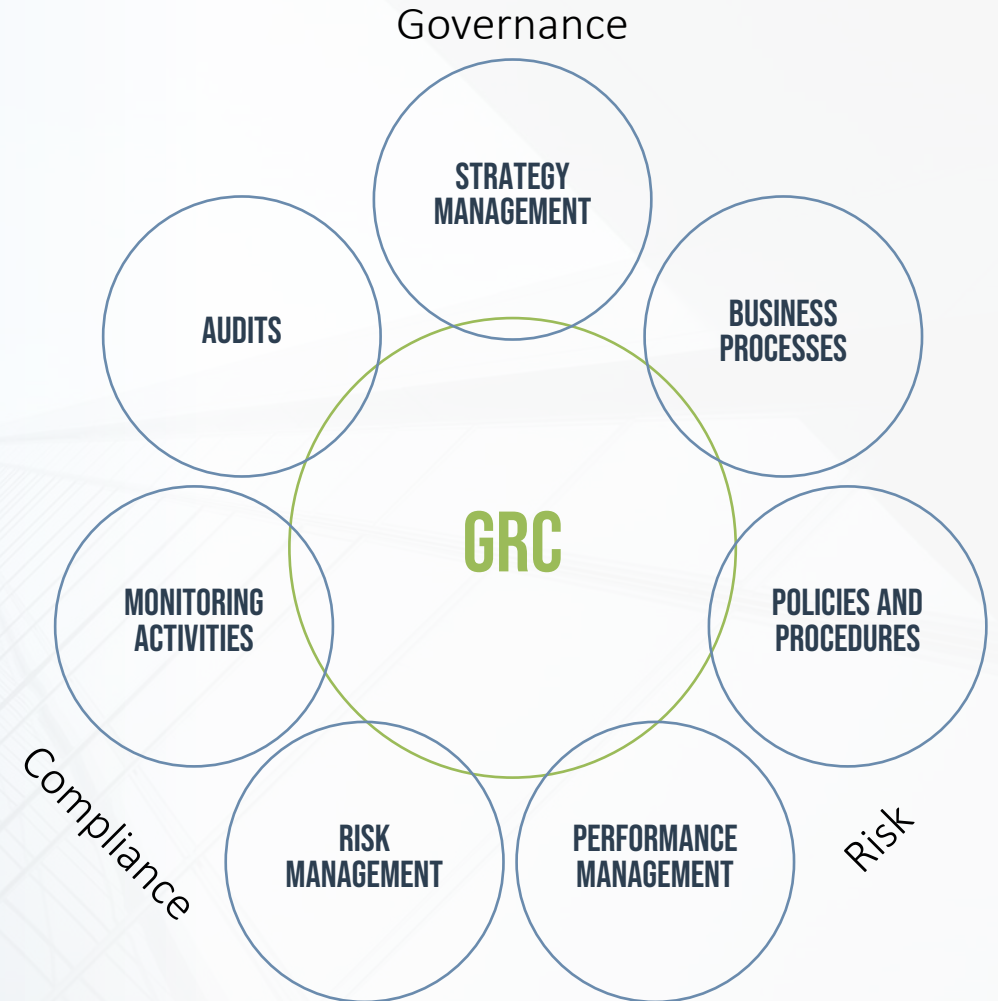 Governance
STRATEGY
MANAGEMENT
AUDITS
BUSINESS
PROCESSES
GRC
MONITORING
ACTIVITIES
POLICIES AND
PROCEDURES
Compliance
RISK
MANAGEMENT
PERFORMANCE
MANAGEMENT
Risk